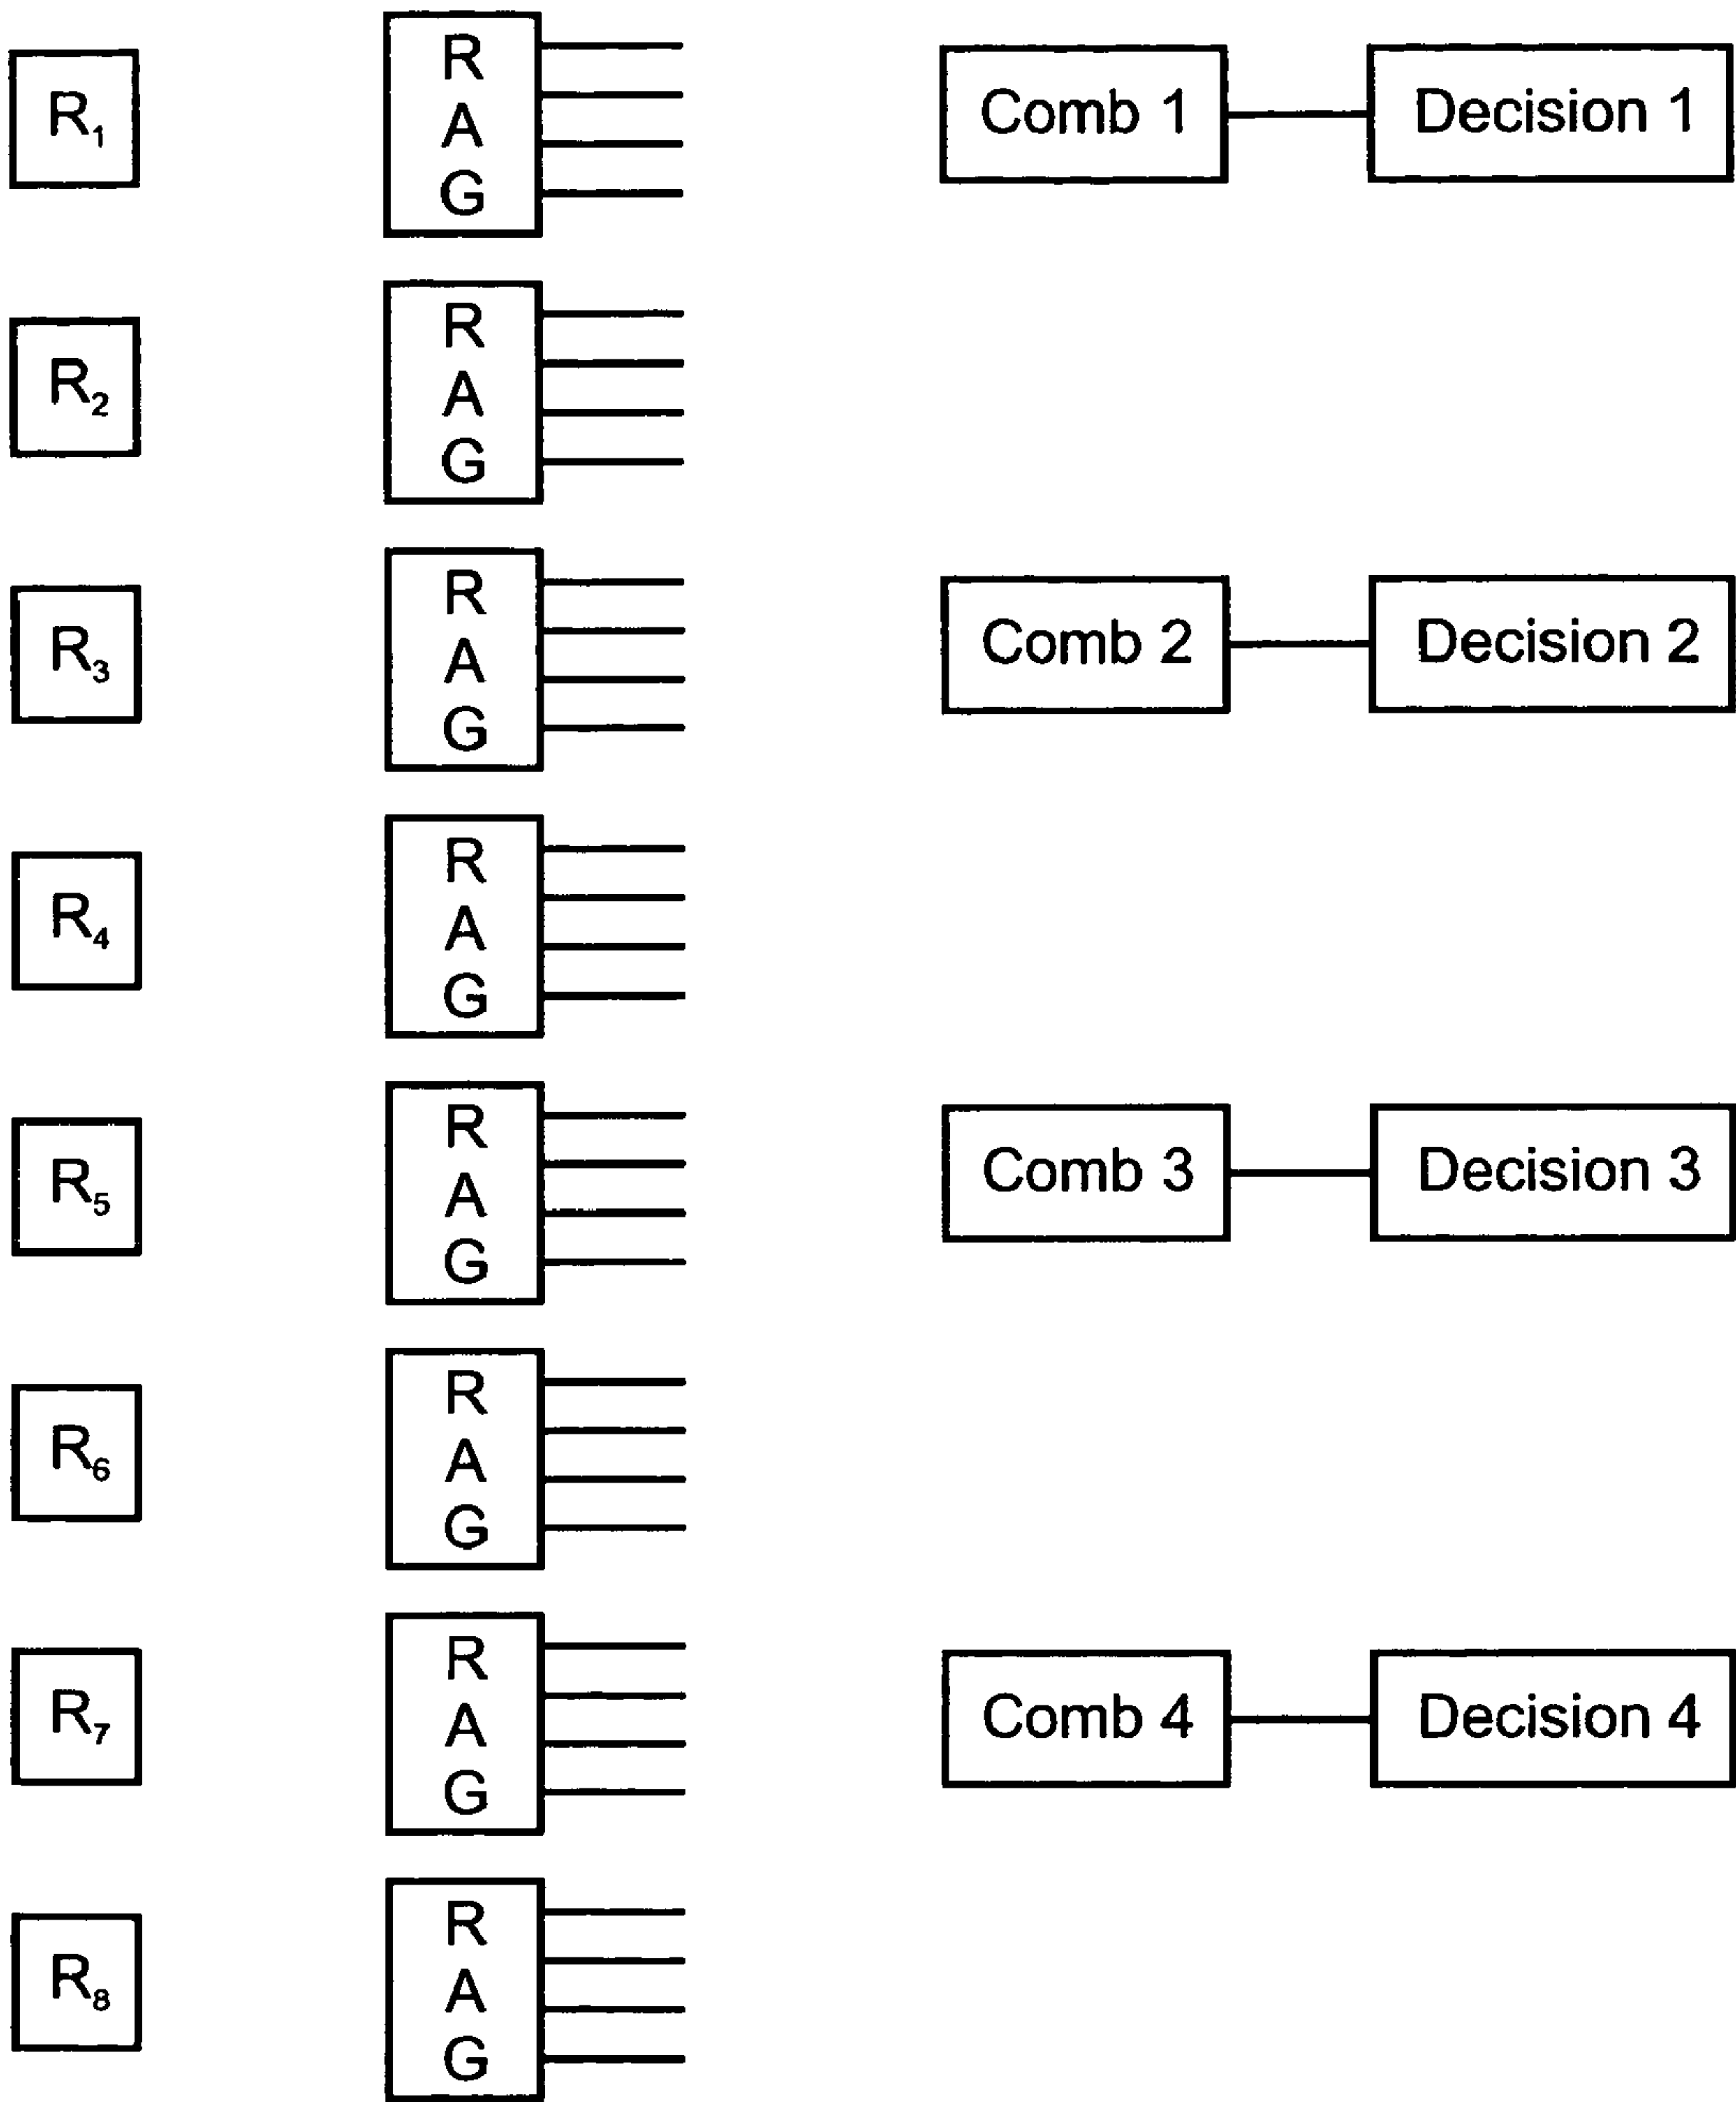 R1
R
A
G
Comb 1
Decision 1
R2
R
A
G
R3
R
A
G
Comb 2
Decision 2
R4
R
A
G
R5
R
A
G
Comb 3
Decision 3
R6
R
A
G
R7
R
A
G
Comb 4
Decision 4
R8
R
A
G